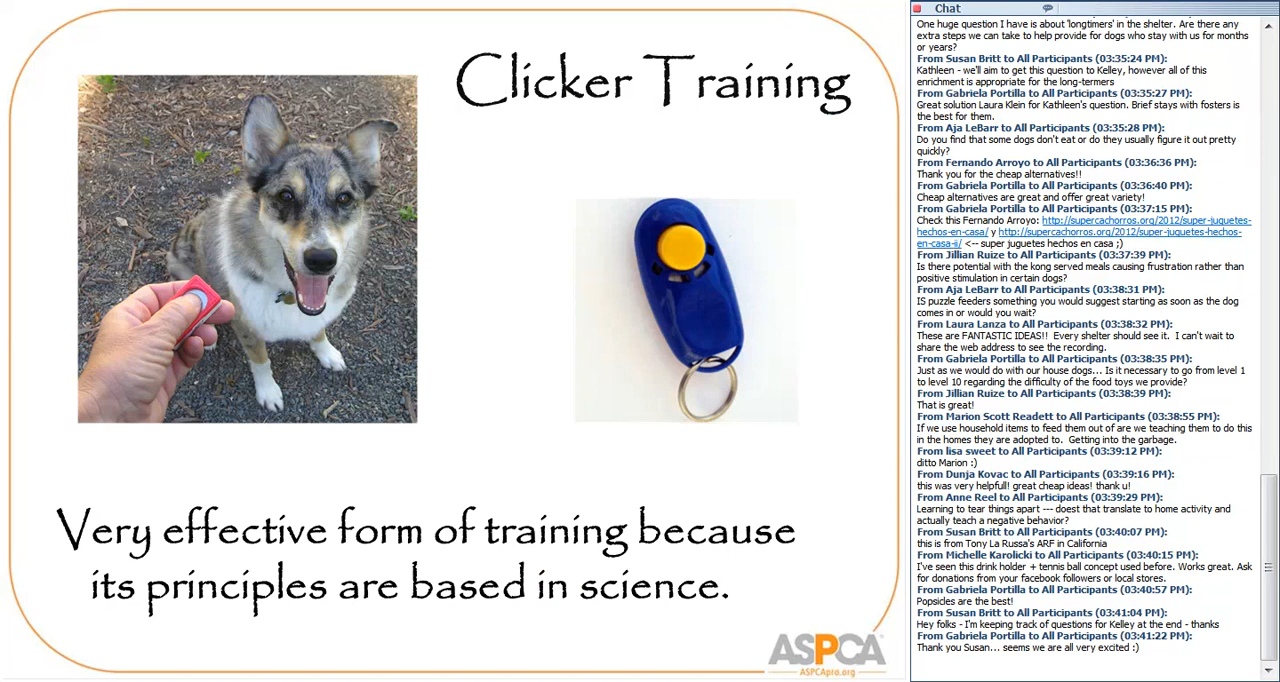 Clicker Training
Very effective form of training because
its principles are based in science.
ASPCA
ASPCApro.org
Chat
One huge question I have is about 'longtimers' in the shelter. Are there any
extra steps we can take to help provide for dogs who stay with us for months
or years?
From Susan Britt to All Participants (03:35:24 PM):
Kathleen - we'll aim to get this question to Kelley, however all of this
enrichment is appropriate for the long-termers
From Gabriela Portilla to All Participants (03:35:27 PM):
Great solution Laura Klein for Kathleen's question. Brief stays with fosters is
the best for them.
From Aja LeBarr to All Participants (03:35:28 PM):
Do you find that some dogs don't eat or do they usually figure it out pretty
quickly?
From Fernando Arroyo to All Participants (03:36:36 PM):
Thank you for the cheap alternatives!!
From Gabriela Portilla to All Participants (03:36:40 PM):
Cheap alternatives are great and offer great variety!
From Gabriela Portilla to All Participants (03:37:15 PM):
Check this Fernando Arroyo: http://supercachorros.org/2012/super-juguetes-
hechos-en-casa/ y http://supercachorros.org/2012/super-juguetes-hechos-
en-casa-ii/ <-- super juguetes hechos en casa ;)
From Jillian Ruize to All Participants (03:37:39 PM):
Is there potential with the kong served meals causing frustration rather than
positive stimulation in certain dogs?
From Aja LeBarr to All Participants (03:38:31 PM):
IS puzzle feeders something you would suggest starting as soon as the dog
comes in or would you wait?
From Laura Lanza to All Participants (03:38:32 PM):
These are FANTASTIC IDEAS!! Every shelter should see it. I can't wait to
share the web address to see the recording.
From Gabriela Portilla to All Participants (03:38:35 PM):
Just as we would do with our house dogs... Is it necessary to go from level 1
to level 10 regarding the difficulty of the food toys we provide?
From Jillian Ruize to All Participants (03:38:39 PM):
That is great!
From Marion Scott Readett to All Participants (03:38:55 PM):
If we use household items to feed them out of are we teaching them to do this
in the homes they are adopted to. Getting into the garbage.
From lisa sweet to All Participants (03:39:12 PM):
ditto Marion :)
From Dunja Kovac to All Participants (03:39:16 PM):
this was very helpfull! great cheap ideas! thank u!
From Anne Reel to All Participants (03:39:29 PM):
Learning to tear things apart --- doest that translate to home activity and
actually teach a negative behavior?
From Susan Britt to All Participants (03:40:07 PM):
this is from Tony La Russa's ARF in California
From Michelle Karolicki to All Participants (03:40:15 PM):
I've seen this drink holder + tennis ball concept used before. Works great. Ask
for donations from your facebook followers or local stores.
From Gabriela Portilla to All Participants (03:40:57 PM):
Popsicles are the best!
From Susan Britt to All Participants (03:41:04 PM):
Hey folks - I'm keeping track of questions for Kelley at the end - thanks
From Gabriela Portilla to All Participants (03:41:22 PM):
Thank you Susan... seems we are all very excited :)